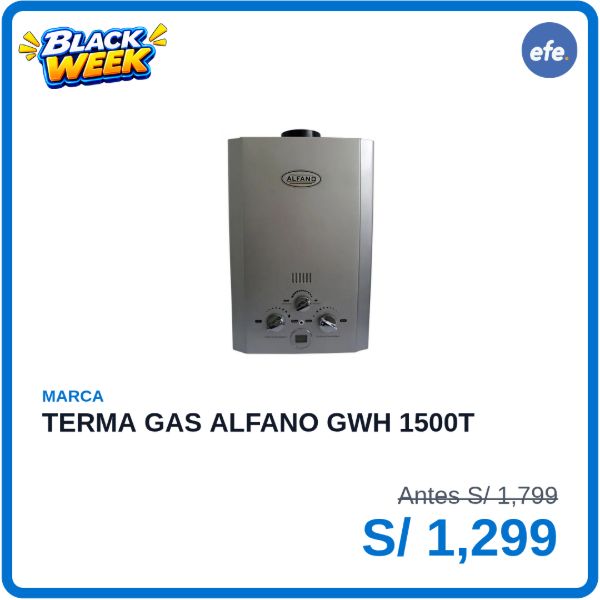 BLACK
WEEK
efe.
ALFANO
MARCA
TERMA GAS ALFANO GWH 1500T
Antes S/ 1,799
S/ 1,299